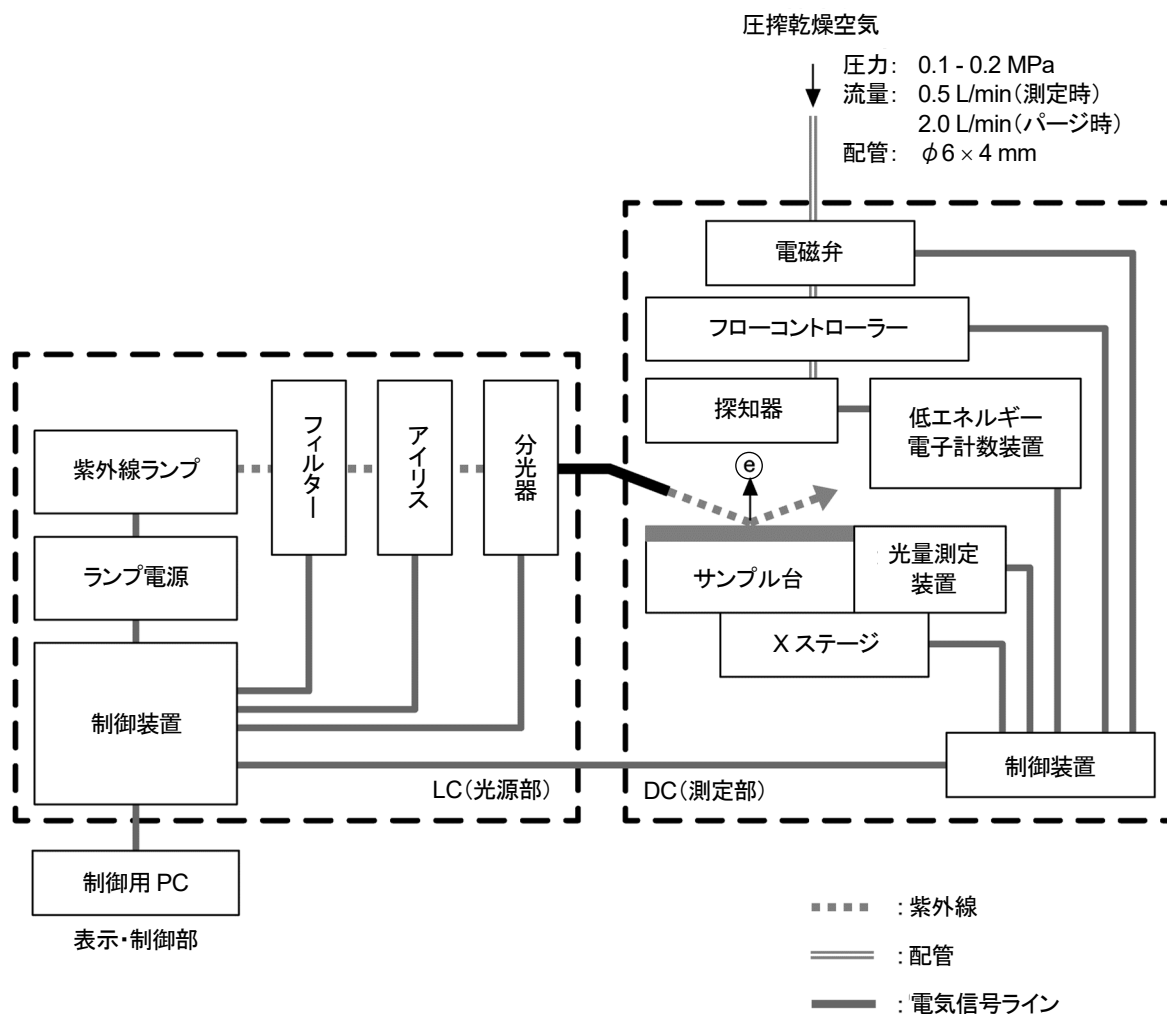 圧搾乾燥空気
圧力： 0.1 - 0.2 MPa
流量： 0.5 L/min（測定時）
2.0 L/min（パージ時）
配管： φ6 × 4 mm
電磁弁
フローコントローラー
探知器
低エネルギー
電子計数装置
フィルター
アイリス
分光器
紫外線ランプ
e
ランプ電源
サンプル台
光量測定
装置
X ステージ
制御装置
制御装置
LC（光源部）
DC（測定部）
制御用 PC
表示・制御部
：紫外線
：配管
：電気信号ライン